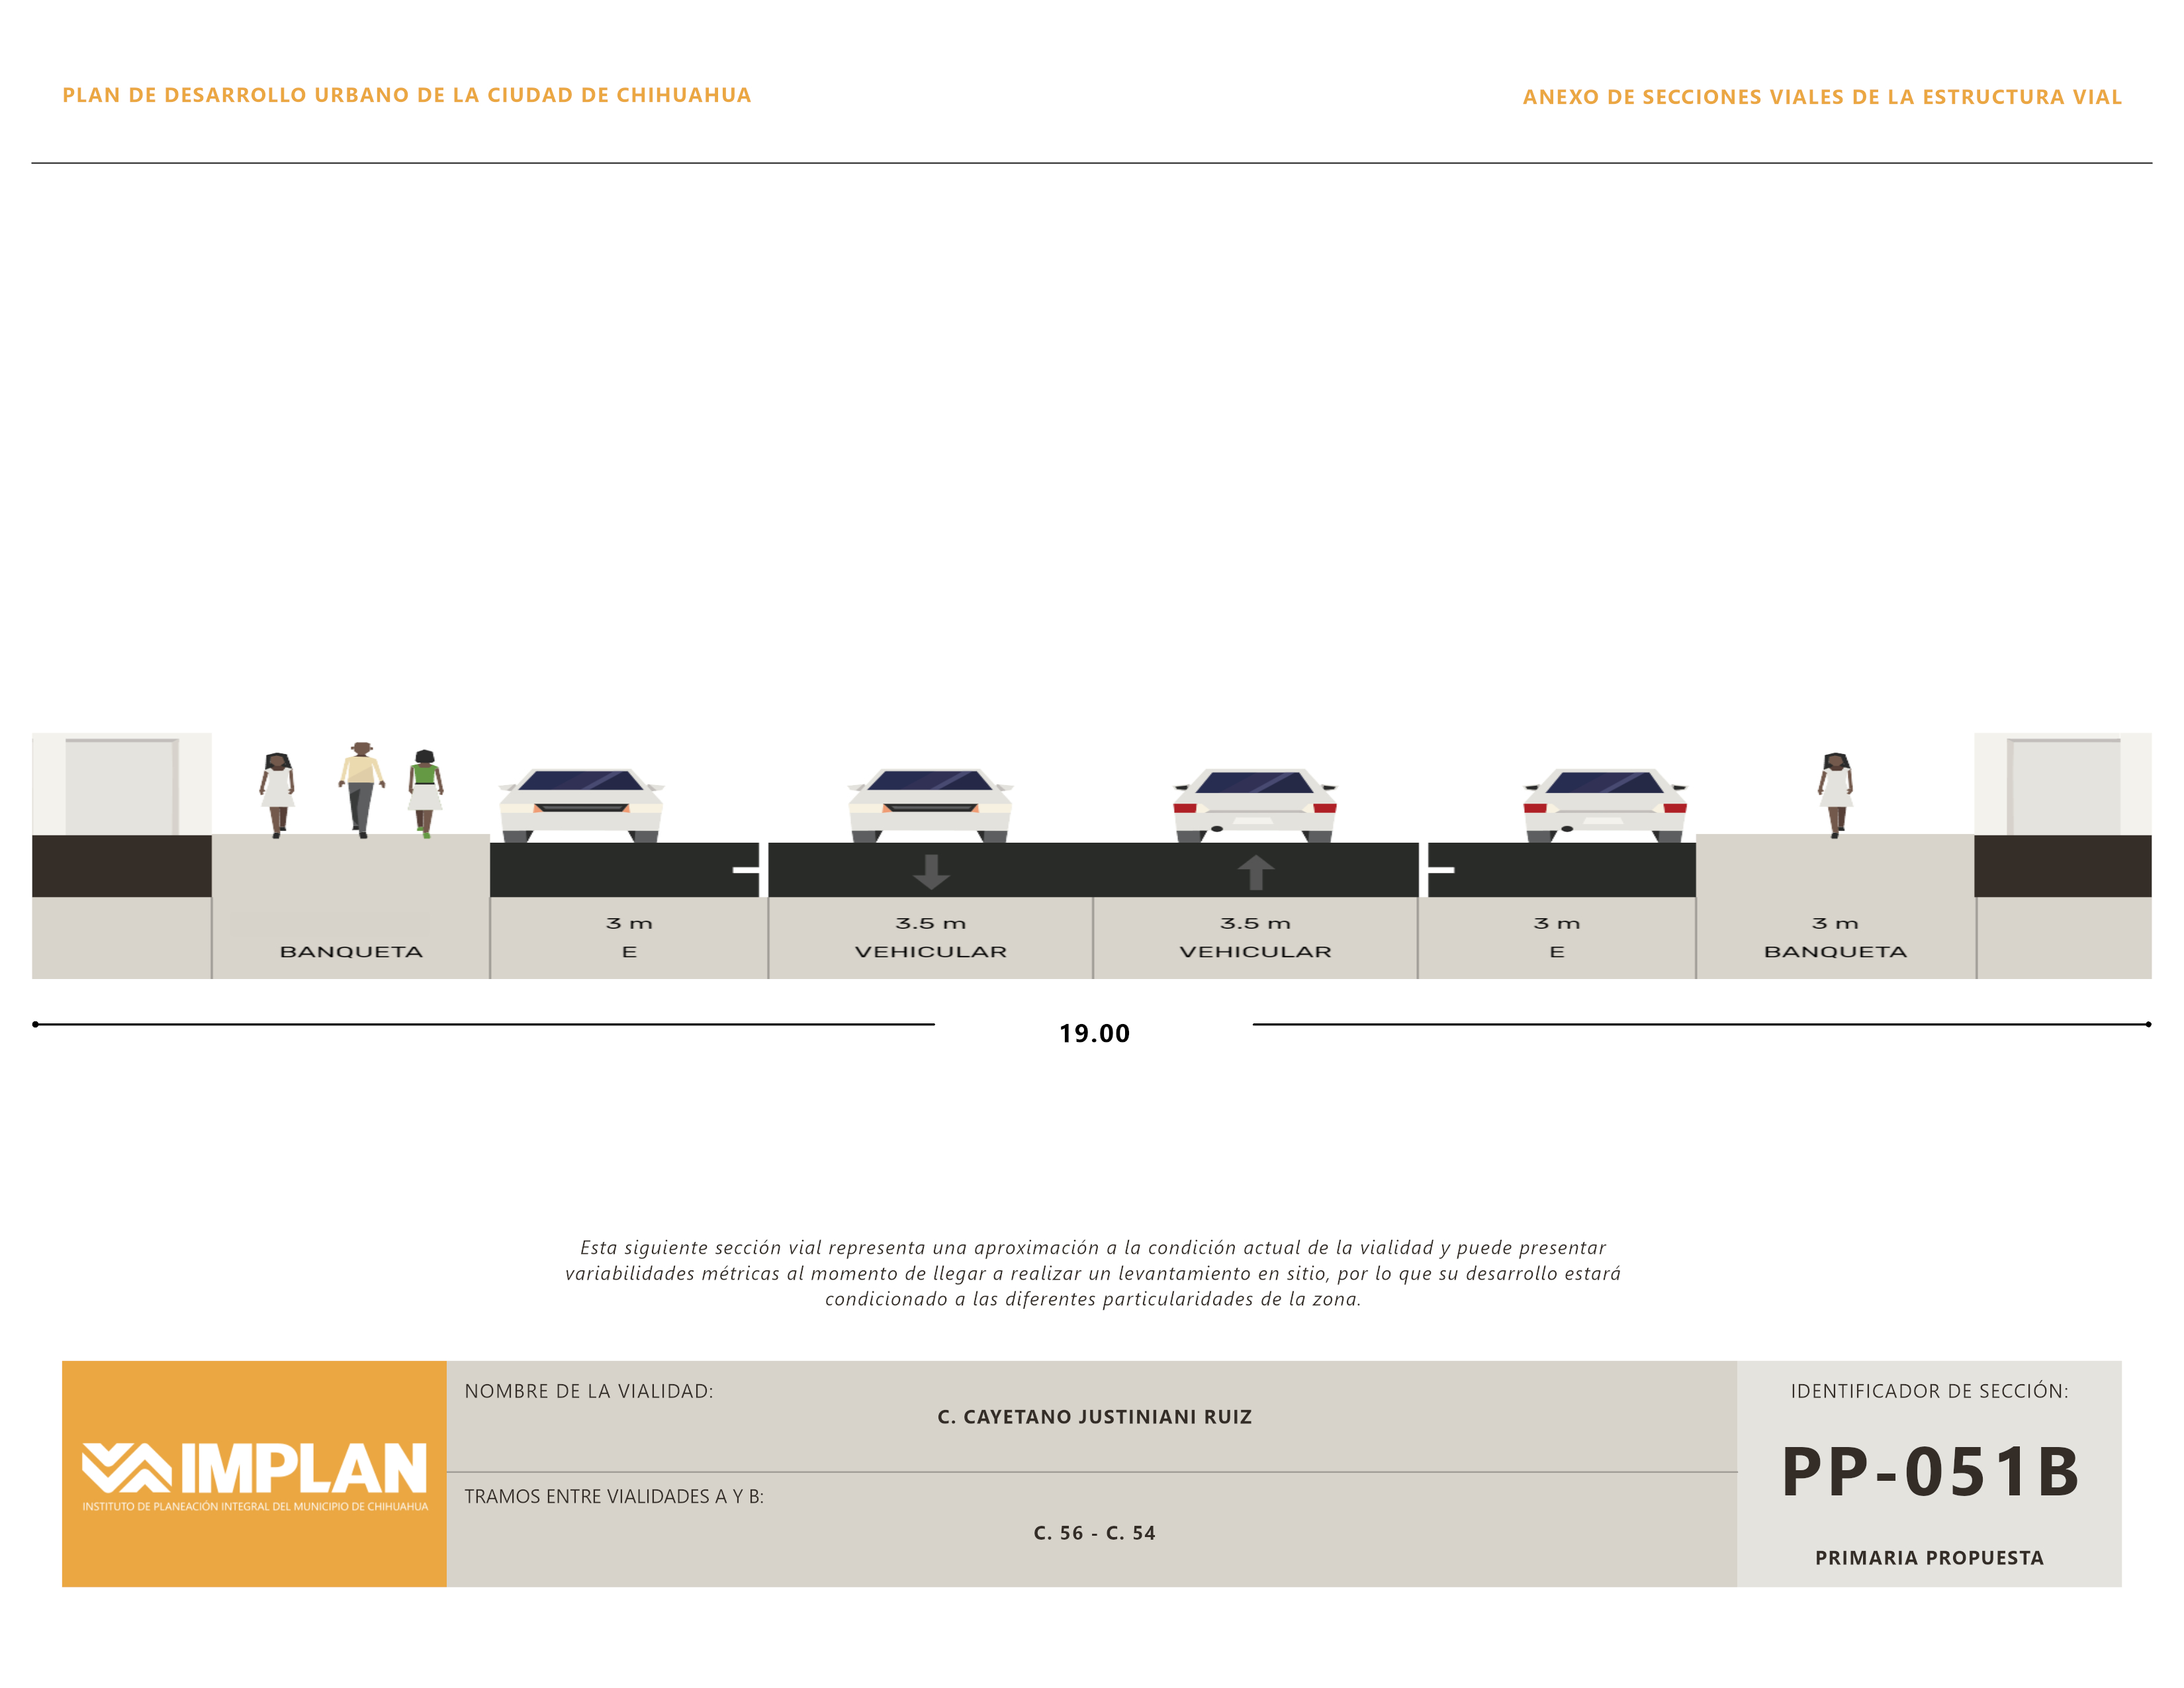 PLAN DE DESARROLLO URBANO DE LA CIUDAD DE CHIHUAHUA
ANEXO DE SECCIONES VIALES DE LA ESTRUCTURA VIAL
3 m
3.5 m
3.5 m
3 m
3 m
BANQUETA
E
VEHICULAR
VEHICULAR
E
BANQUETA
19.00
Esta siguiente sección vial representa una aproximación a la condición actual de la vialidad y puede presentar
variabilidades métricas al momento de llegar a realizar un levantamiento en sitio, por lo que su desarrollo estará
condicionado a las diferentes particularidades de la zona.
IMPLAN
INSTITUTO DE PLANEACIÓN INTEGRAL DEL MUNICIPIO DE CHIHUAHUA
NOMBRE DE LA VIALIDAD:
C. CAYETANO JUSTINIANI RUIZ
TRAMOS ENTRE VIALIDADES A Y B:
C. 56 - C. 54
IDENTIFICADOR DE SECCIÓN:
PP-051B
PRIMARIA PROPUESTA